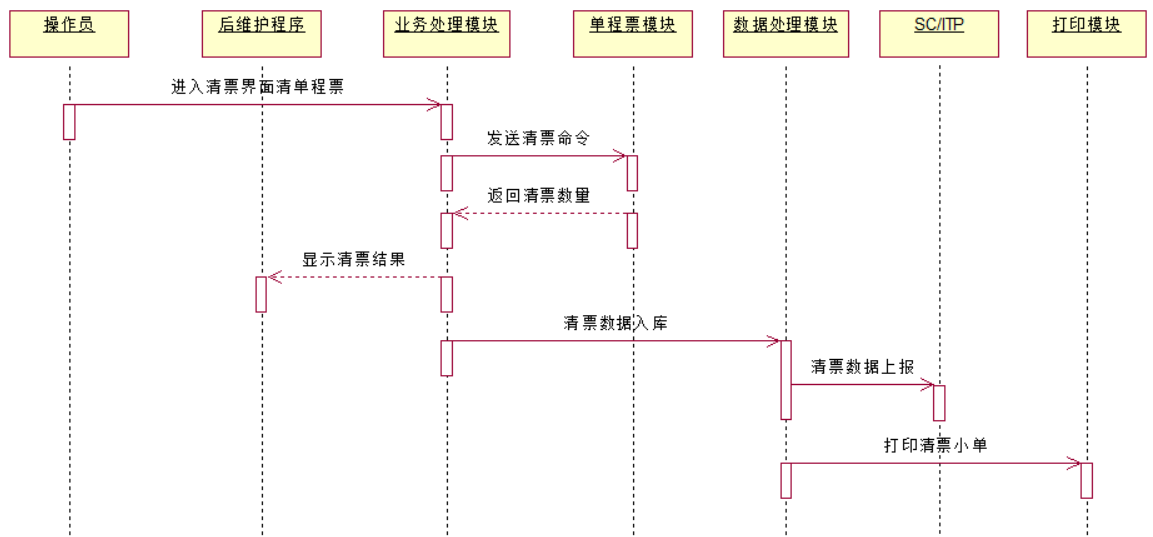 操作员
后维护程序
业务处理模块
单程票模块
数据处理模块
SC/ITP
打印模块
进入清票界面清单程票
发送清票命令
返回清票数量
显示清票结果
清票数据入库
清票数据上报
打印清票小单